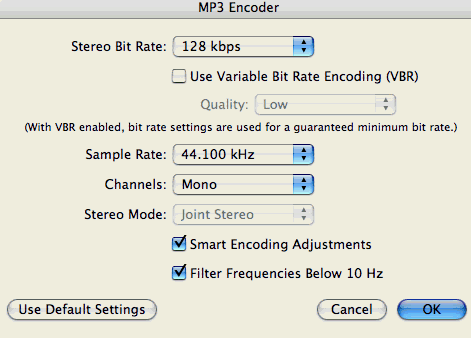 MP3 Encoder
Stereo Bit Rate: 128 kbps
Use Variable Bit Rate Encoding (VBR)
Quality: Low
(With VBR enabled, bit rate settings are used for a guaranteed minimum bit rate.)
Sample Rate: 44.100 kHz
Channels: Mono
Stereo Mode: Joint Stereo
Smart Encoding Adjustments
Filter Frequencies Below 10 Hz
Use Default Settings Cancel OK